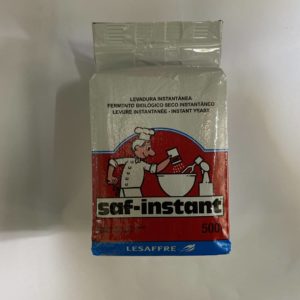 LEVADURA INSTANTÁNEA
FERMENTO BIOLÓGICO SECO INSTANTÂNEO
LEVURE INSTANTANÉE - INSTANT YEAST
saf-instant
500
LESAFFRE